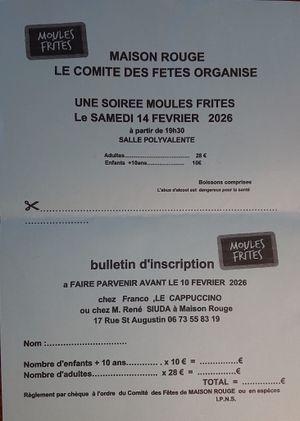 MOULES
FRITES
MAISON ROUGE
LE COMITE DES FETES ORGANISE
UNE SOIREE MOULES FRITES
Le SAMEDI 14 FEVRIER 2026
à partir de 19h30
SALLE POLYVALENTE
Adultes.............................. 28 €
Enfants +10ans................. 10€
Boissons comprises
L'abus d'alcool est dangereux pour la santé
MOULES
FRITES
bulletin d'inscription
a FAIRE PARVENIR AVANT LE 10 FEVRIER 2026
chez Franco ,LE CAPPUCCINO
ou chez M. René SIUDA à Maison Rouge
17 Rue St Augustin 06 73 55 83 19
Nom :..............................
Nombre d'enfants + 10 ans.............. . x 10 € = ...............€
Nombre d'adultes......................... x 28 € = ...............€
TOTAL = ...............€
Règlement par chèque à l'ordre du Comité des Fêtes de MAISON ROUGE ou en espèces
I.P.N.S.